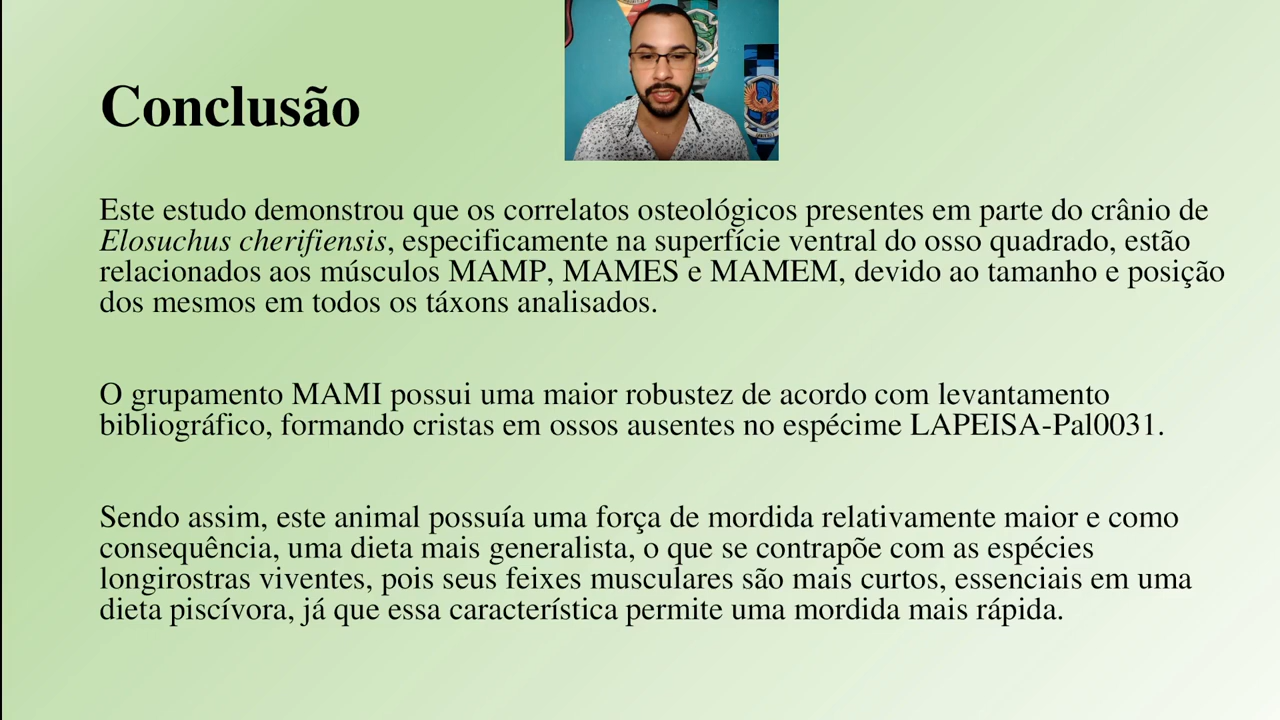 Conclusão
Este estudo demonstrou que os correlatos osteológicos presentes em parte do crânio de
Elosuchus cherifiensis, especificamente na superfície ventral do osso quadrado, estão
relacionados aos músculos MAMP, MAMES e MAMEM, devido ao tamanho e posição
dos mesmos em todos os táxons analisados.
O grupamento MAMI possui uma maior robustez de acordo com levantamento
bibliográfico, formando cristas em ossos ausentes no espécime LAPEISA-Pal0031.
Sendo assim, este animal possuía uma força de mordida relativamente maior e como
consequência, uma dieta mais generalista, o que se contrapõe com as espécies
longirostras viventes, pois seus feixes musculares são mais curtos, essenciais em uma
dieta piscívora, já que essa característica permite uma mordida mais rápida.